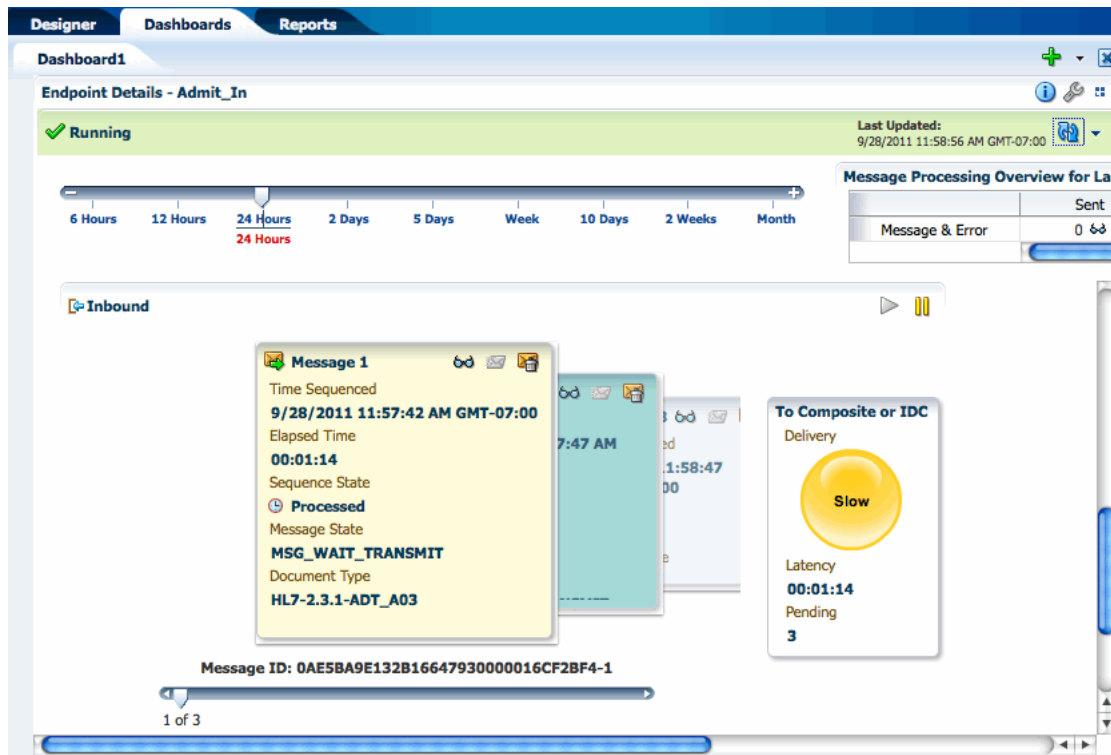 Designer Dashboards Reports
Dashboard1
Endpoint Details - Admit_In
Running
Last Updated:
9/28/2011 11:58:56 AM GMT-07:00
Message Processing Overview for La
Sent
Message & Error 0
6 Hours 12 Hours 24 Hours 2 Days 5 Days Week 10 Days 2 Weeks Month
24 Hours
Inbound
Message 1
Time Sequenced
9/28/2011 11:57:42 AM GMT-07:00
Elapsed Time
00:01:14
Sequence State
Processed
Message State
MSG_WAIT_TRANSMIT
Document Type
HL7-2.3.1-ADT_A03
7:47 AM
3
ed
1:58:47
00
e
To Composite or IDC
Delivery
Slow
Latency
00:01:14
Pending
3
Message ID: 0AE5BA9E132B16647930000016CF2BF4-1
1 of 3